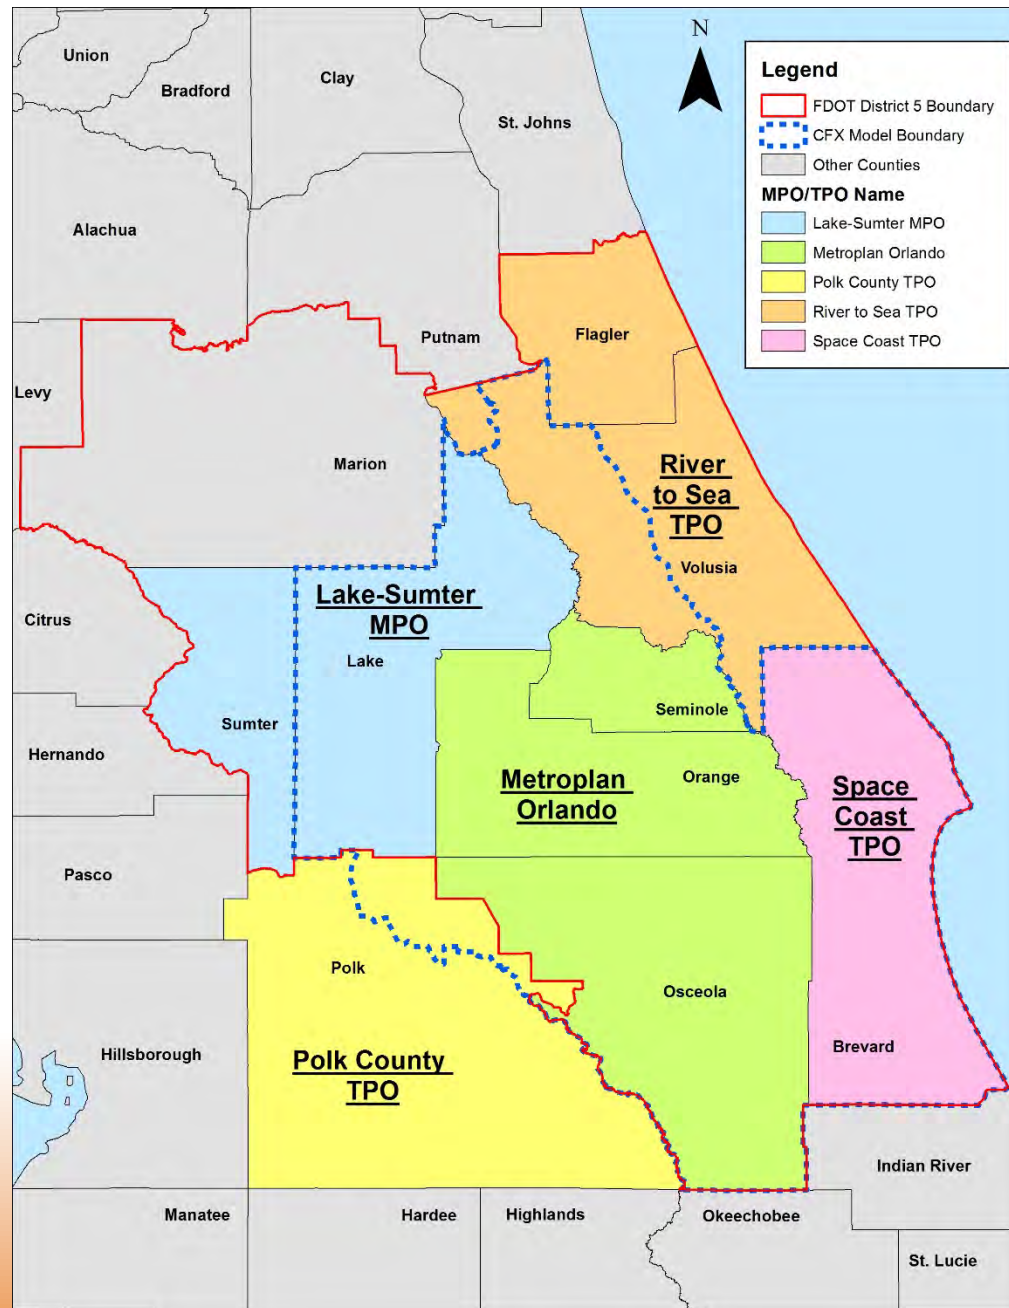 N
Legend
FDOT District 5 Boundary
CFX Model Boundary
Other Counties
MPO/TPO Name
Lake-Sumter MPO
Metroplan Orlando
Polk County TPO
River to Sea TPO
Space Coast TPO
Union
Bradford
Clay
St. Johns
Alachua
Putnam
Flagler
Levy
Marion
River
to Sea
TPO
Volusia
Lake-Sumter
MPO
Citrus
Lake
Sumter
Seminole
Hernando
Orange
Metroplan
Orlando
Space
Coast
TPO
Pasco
Polk
Osceola
Hillsborough
Brevard
Polk County
TPO
Indian River
Manatee
Hardee
Highlands
Okeechobee
St. Lucie